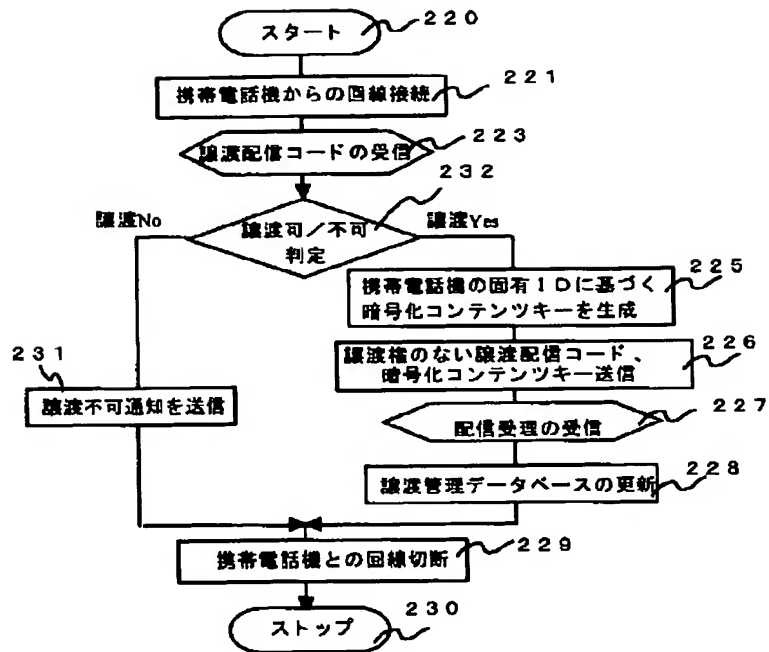 スタート
220
携帯電話機からの回線接続
221
譲渡配信コードの受信
223
譲渡可/不可
判定
232
譲渡No
譲渡Yes
携帯電話機の固有IDに基づく
暗号化コンテンツキーを生成
225
譲渡権のない譲渡配信コード、
暗号化コンテンツキー送信
226
231
譲渡不可通知を送信
配信受理の受信
227
譲渡管理データベースの更新
228
携帯電話機との回線切断
229
ストップ
230